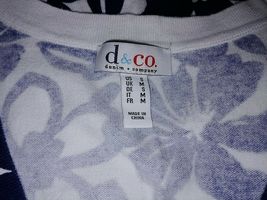 d&co.
denim + company
US S
UK M
DE S
IT M
FR M
MADE IN
CHINA